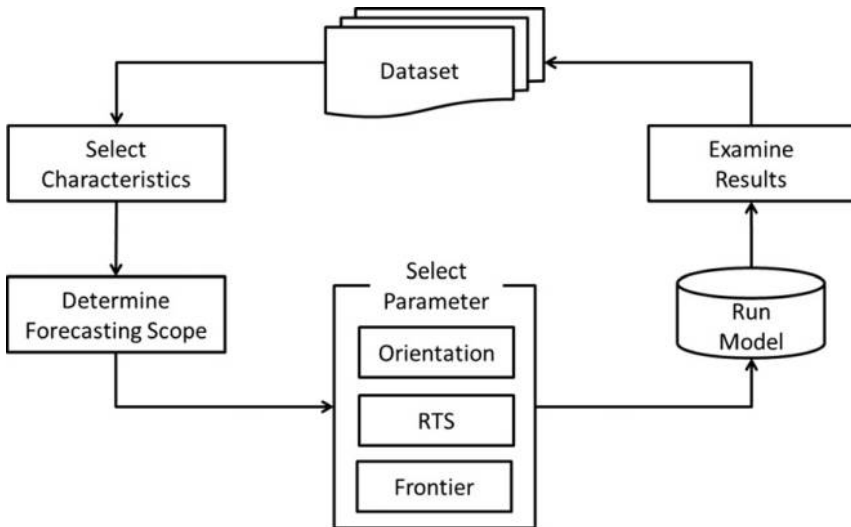 Dataset
Select
Characteristics
Determine
Forecasting Scope
Select
Parameter
Orientation
RTS
Frontier
Run
Model
Examine
Results